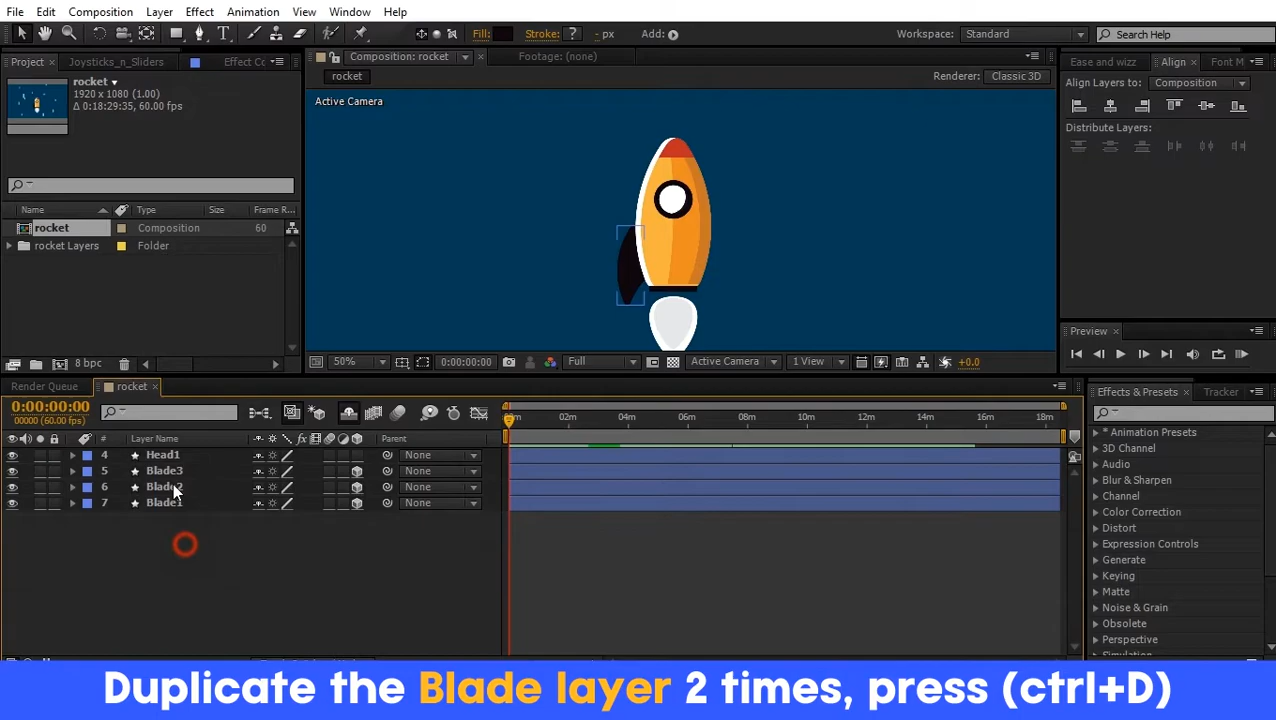 File Edit Composition Layer Effect Animation View Window Help
Fill: Stroke: ? - px Add:
Workspace: Standard Search Help
Project Joysticks_n_Sliders Effect Co
Composition: rocket Footage: (none)
Ease and wizz Align Font M
rocket
1920 x 1080 (1.00)
Δ 0:18:29:35, 60.00 fps
rocket Renderer: Classic 3D
Active Camera
Align Layers to: Composition
Distribute Layers:
Name Type Size Frame R...
rocket Composition 60
rocket Layers Folder
8 bpc
50% 0:00:00:00 Full Active Camera 1 View +0.0
Preview
Render Queue rocket
0:00:00:00
00000 (60.00 fps)
02m 04m 06m 08m 10m 12m 14m 16m 18m
# Layer Name fx Parent
4 Head1 None
5 Blade3 None
6 Blade2 None
7 Blade1 None
Effects & Presets Tracker
* Animation Presets
3D Channel
Audio
Blur & Sharpen
Channel
Color Correction
Distort
Expression Controls
Generate
Keying
Matte
Noise & Grain
Obsolete
Perspective
Duplicate the Blade layer 2 times, press (ctrl+D)